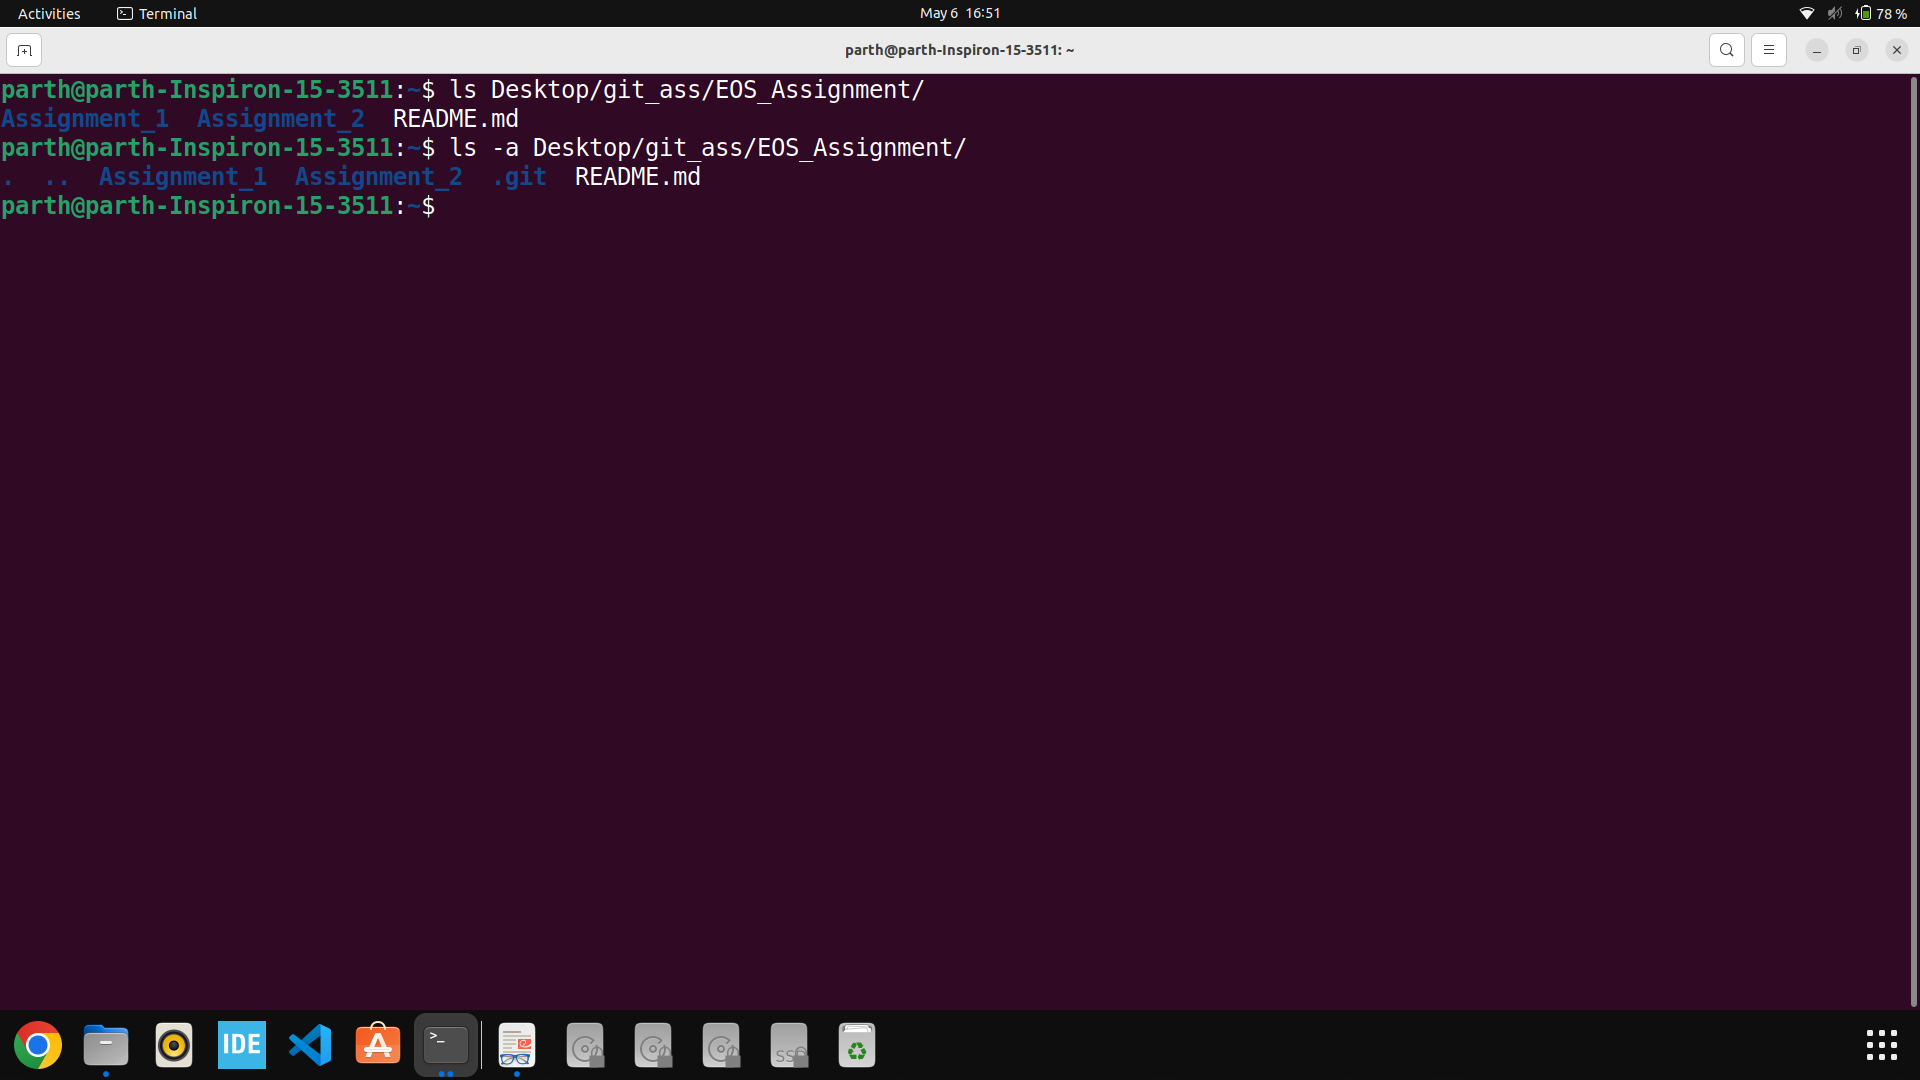 Activities Terminal May 6 16:51 78 %
parth@parth-Inspiron-15-3511: ~
parth@parth-Inspiron-15-3511:~$ ls Desktop/git_ass/EOS_Assignment/
Assignment_1 Assignment_2 README.md
parth@parth-Inspiron-15-3511:~$ ls -a Desktop/git_ass/EOS_Assignment/
. .. Assignment_1 Assignment_2 .git README.md
parth@parth-Inspiron-15-3511:~$
IDE >_ SSD